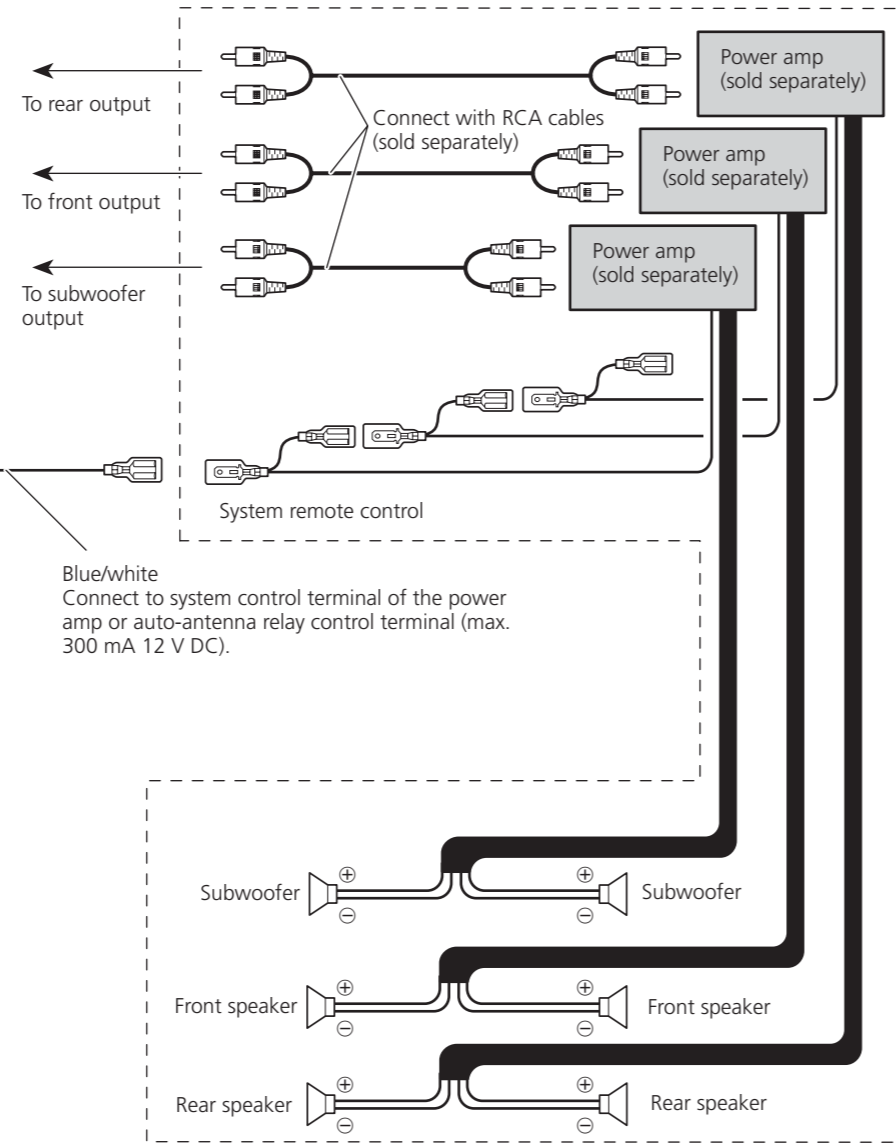 Power amp
(sold separately)
To rear output
Connect with RCA cables
(sold separately)
Power amp
(sold separately)
To front output
Power amp
(sold separately)
To subwoofer
output
System remote control
Blue/white
Connect to system control terminal of the power
amp or auto-antenna relay control terminal (max.
300 mA 12 V DC).
Subwoofer
+
−
+
−
Subwoofer
Front speaker
+
−
+
−
Front speaker
Rear speaker
+
−
+
−
Rear speaker